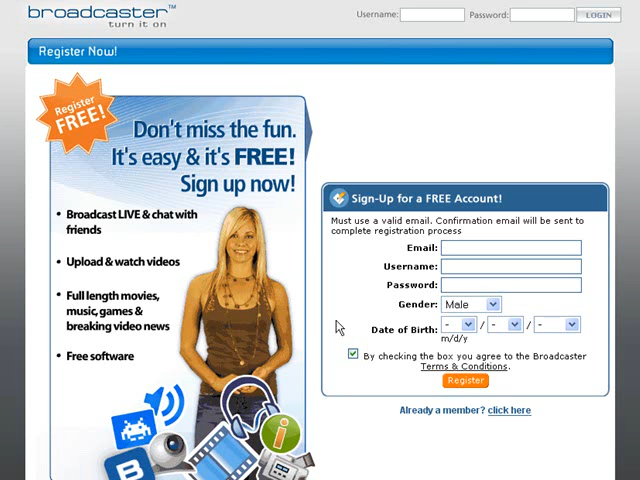 broadcaster™
turn it on
Username:
Password:
LOGIN
Register Now!
Register
FREE!
Don't miss the fun.
It's easy & it's FREE!
Sign up now!
• Broadcast LIVE & chat with
friends
• Upload & watch videos
• Full length movies,
music, games &
breaking video news
• Free software
B
i
Sign-Up for a FREE Account!
Must use a valid email. Confirmation email will be sent to
complete registration process
Email:
Username:
Password:
Gender: Male
Date of Birth: - / - / -
m/d/y
By checking the box you agree to the Broadcaster
Terms & Conditions.
Register
Already a member? click here